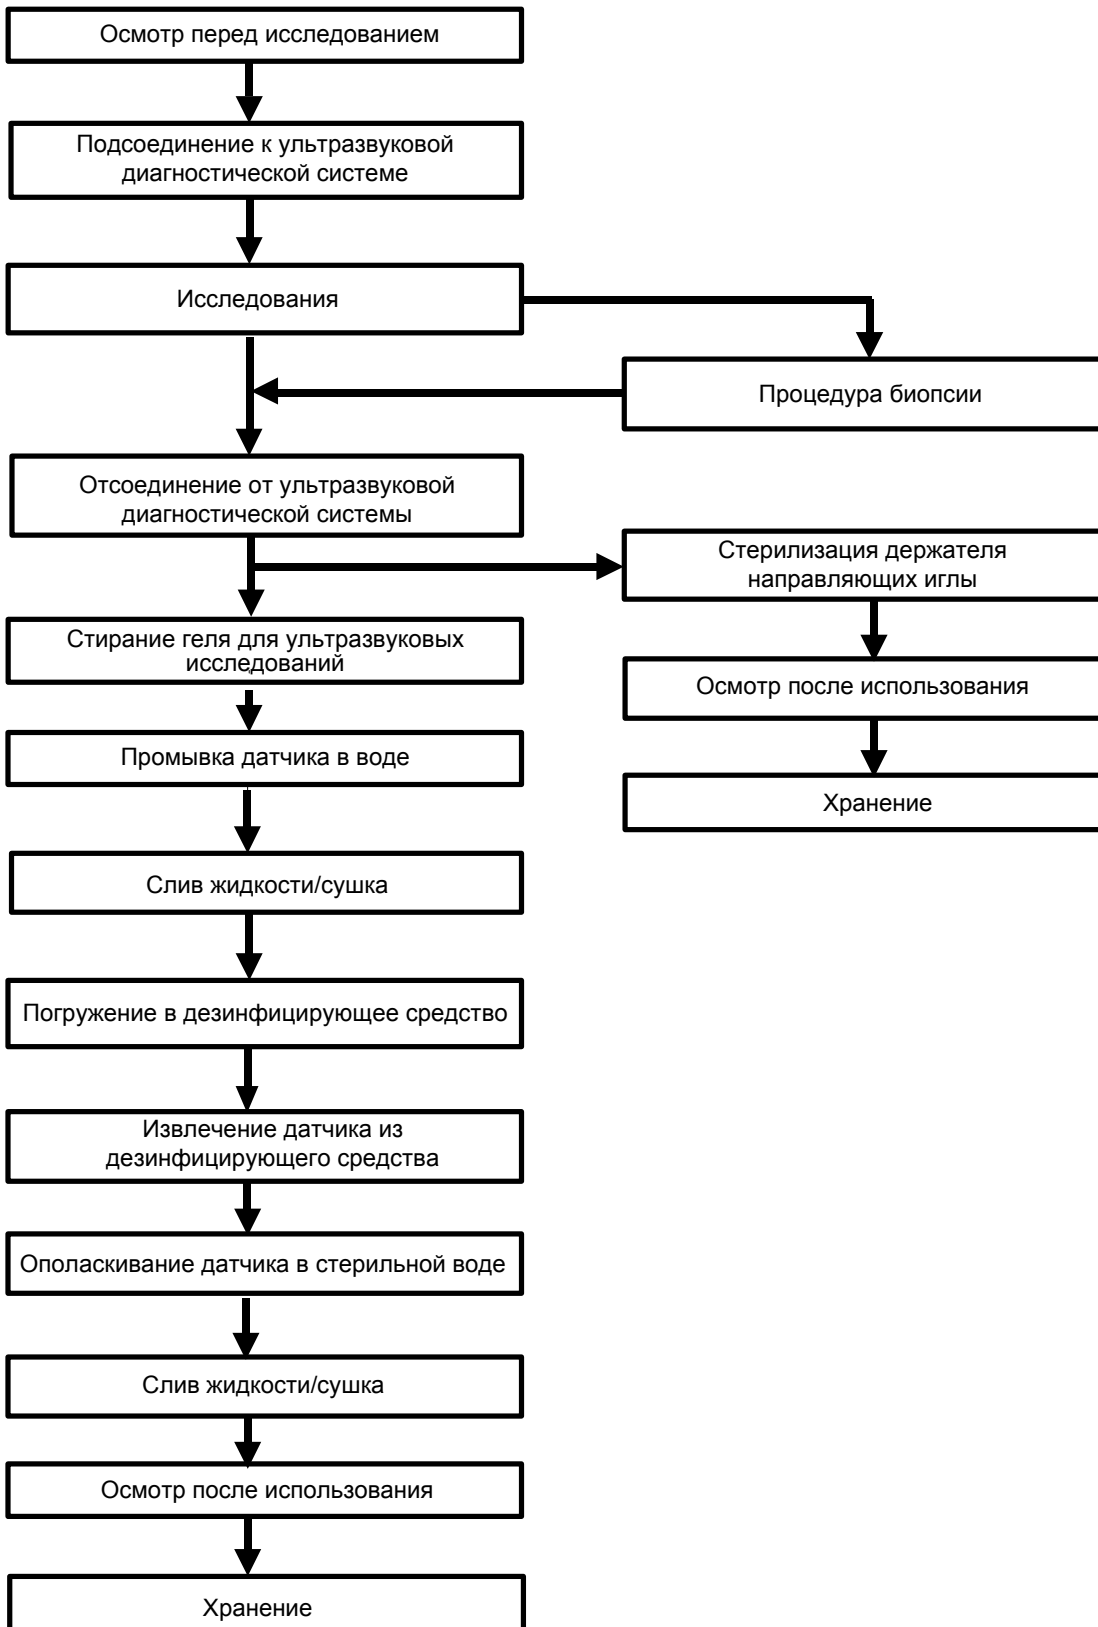 Осмотр перед исследованием
Подсоединение к ультразвуковой
диагностической системе
Исследования
Процедура биопсии
Отсоединение от ультразвуковой
диагностической системы
Стерилизация держателя
направляющих иглы
Стирание геля для ультразвуковых
исследований
Осмотр после использования
Промывка датчика в воде
Хранение
Слив жидкости/сушка
Погружение в дезинфицирующее средство
Извлечение датчика из
дезинфицирующего средства
Ополаскивание датчика в стерильной воде
Слив жидкости/сушка
Осмотр после использования
Хранение